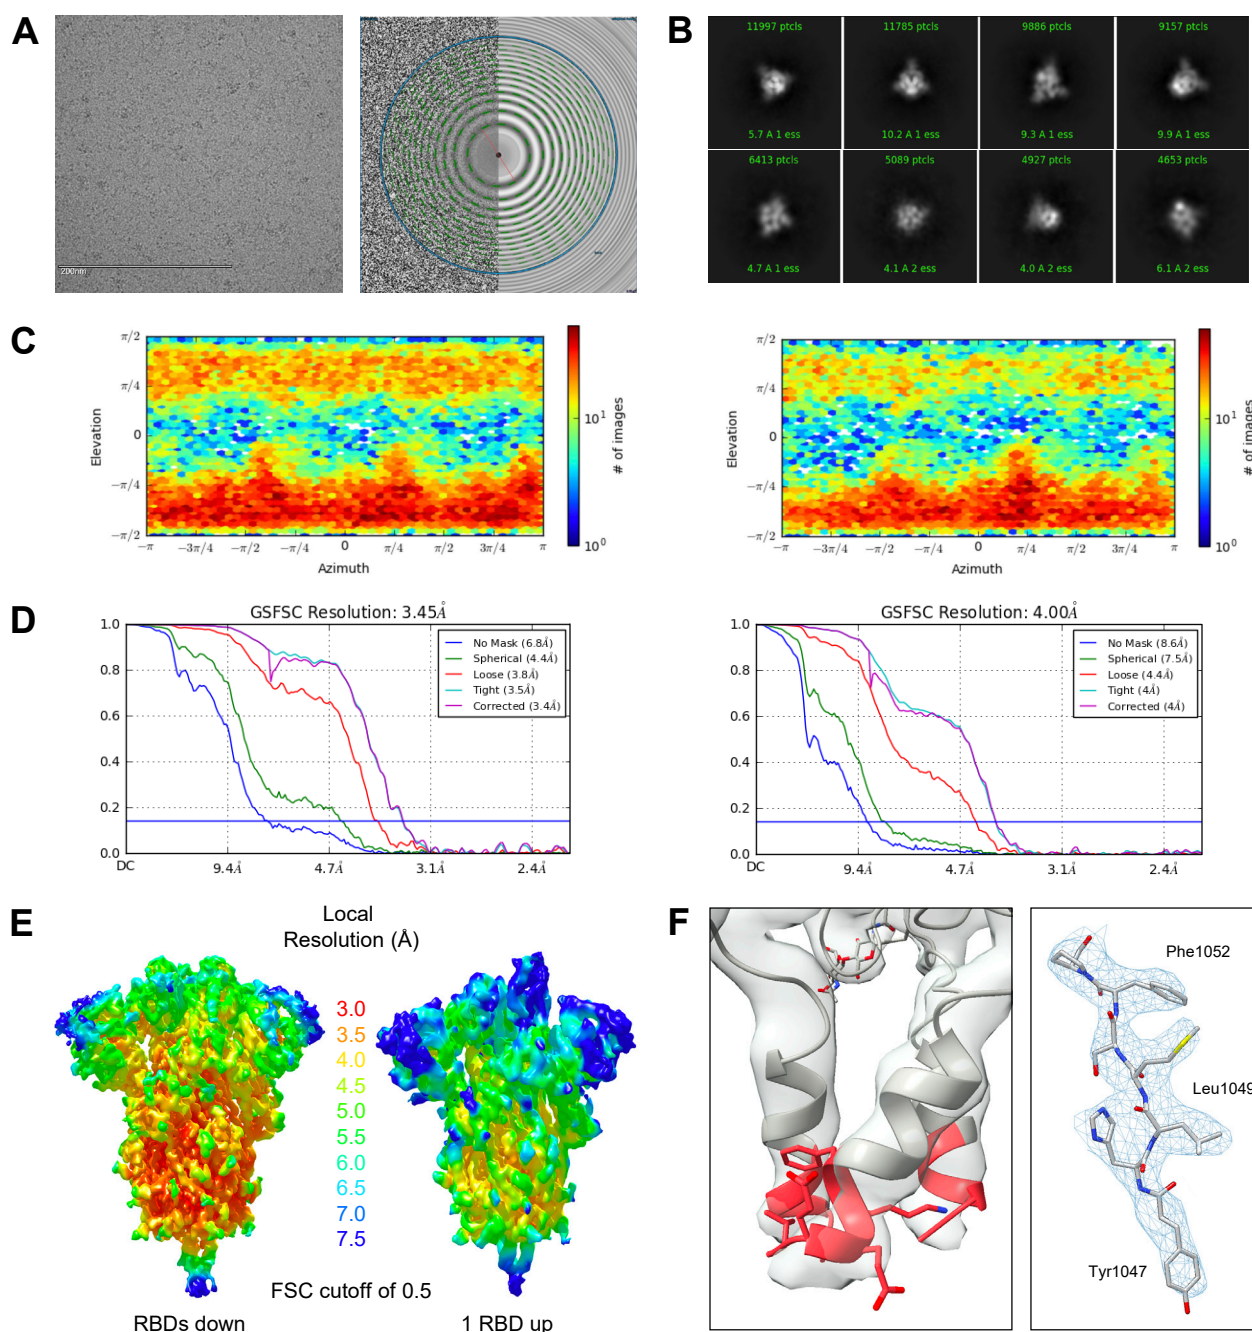 A
200nm
B
11997 ptcls
11785 ptcls
9886 ptcls
9157 ptcls
5.7 A 1 ess
10.2 A 1 ess
9.3 A 1 ess
9.9 A 1 ess
6413 ptcls
5089 ptcls
4927 ptcls
4653 ptcls
4.7 A 1 ess
4.1 A 2 ess
4.0 A 2 ess
6.1 A 2 ess
C
π/2
π/4
0
−π/4
−π/2
Elevation
−π
−3π/4
−π/2
−π/4
0
π/4
π/2
3π/4
π
Azimuth
10¹
10⁰
# of images
π/2
π/4
0
−π/4
−π/2
Elevation
−π
−3π/4
−π/2
−π/4
0
π/4
π/2
3π/4
π
Azimuth
10¹
10⁰
# of images
D
GSFSC Resolution: 3.45Å
1.0
0.8
0.6
0.4
0.2
0.0
No Mask (6.8Å)
Spherical (4.4Å)
Loose (3.8Å)
Tight (3.5Å)
Corrected (3.4Å)
DC
9.4Å
4.7Å
3.1Å
2.4Å
GSFSC Resolution: 4.00Å
1.0
0.8
0.6
0.4
0.2
0.0
No Mask (8.6Å)
Spherical (7.5Å)
Loose (4.4Å)
Tight (4Å)
Corrected (4Å)
DC
9.4Å
4.7Å
3.1Å
2.4Å
E
Local
Resolution (Å)
3.0
3.5
4.0
4.5
5.0
5.5
6.0
6.5
7.0
7.5
FSC cutoff of 0.5
RBDs down
1 RBD up
F
Phe1052
Leu1049
Tyr1047